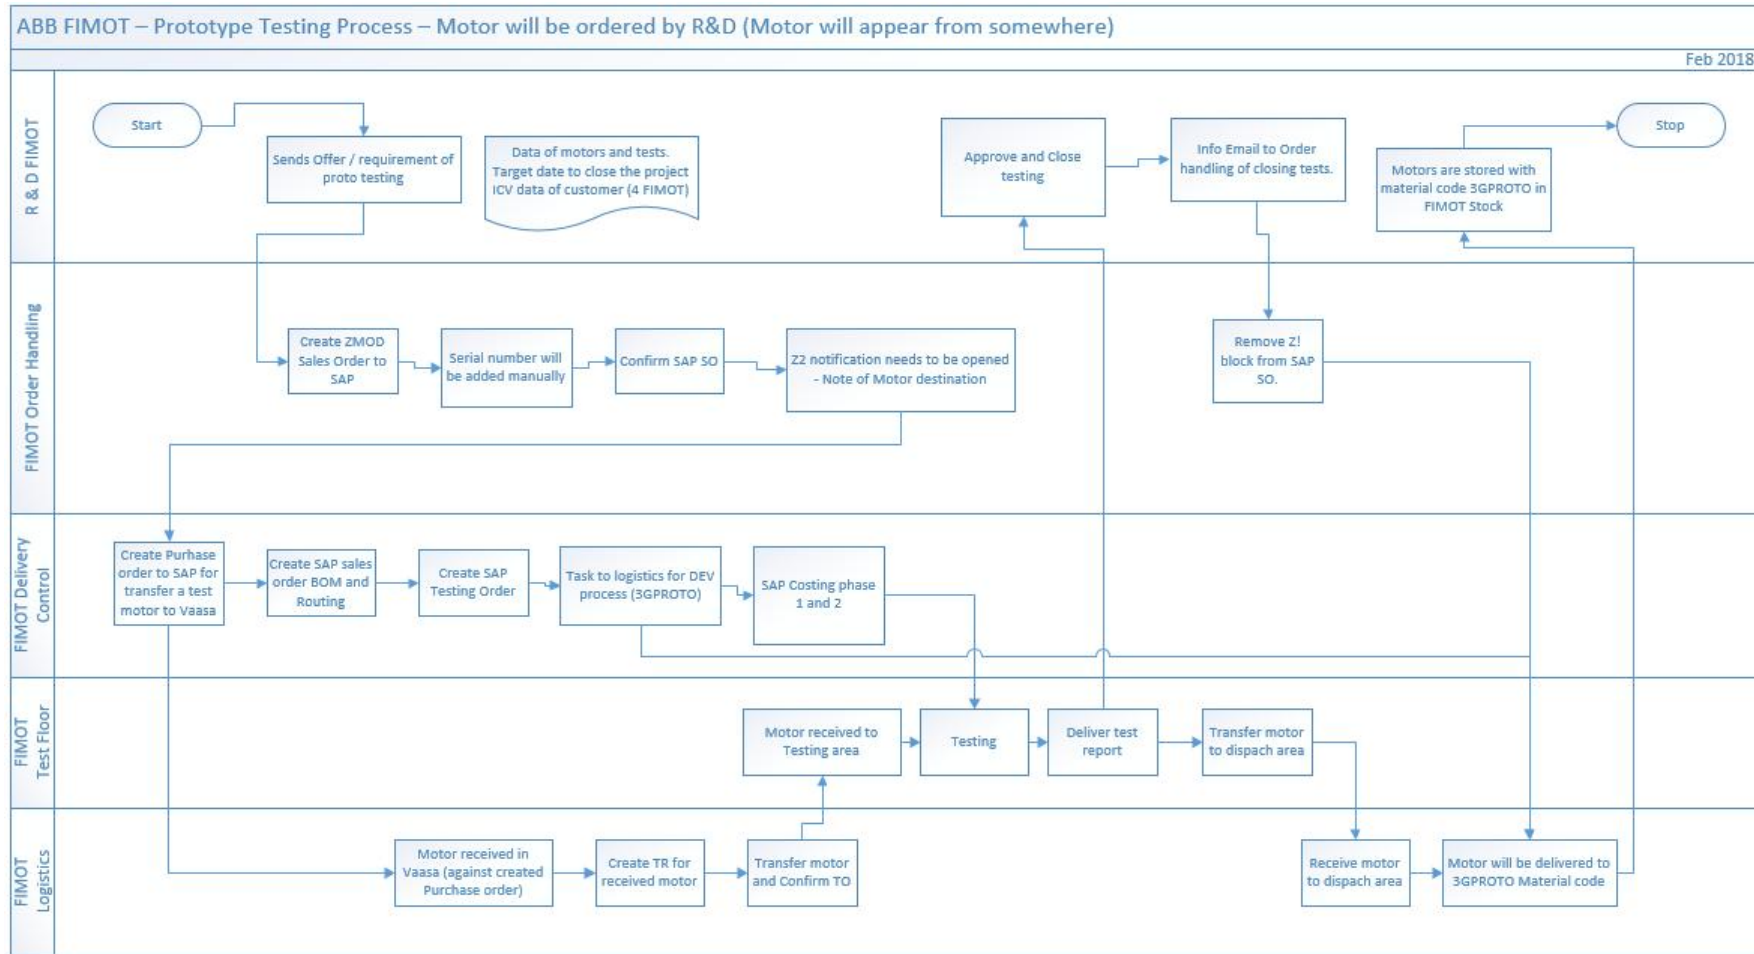 ABB FIMOT – Prototype Testing Process – Motor will be ordered by R&D (Motor will appear from somewhere)
Feb 2018
R & D FIMOT
Start
Sends Offer / requirement of
proto testing
Data of motors and tests.
Target date to close the project
ICV data of customer (4 FIMOT)
Approve and Close
testing
Info Email to Order
handling of closing tests.
Motors are stored with
material code 3GPROTO in
FIMOT Stock
Stop
FIMOT Order Handling
Create ZMOD
Sales Order to
SAP
Serial number will
be added manually
Confirm SAP SO
Z2 notification needs to be opened
- Note of Motor destination
Remove Z!
block from SAP
SO.
FIMOT Delivery
Control
Create Purhase
order to SAP for
transfer a test
motor to Vaasa
Create SAP sales
order BOM and
Routing
Create SAP
Testing Order
Task to logistics for DEV
process (3GPROTO)
SAP Costing phase
1 and 2
FIMOT
Test Floor
Motor received to
Testing area
Testing
Deliver test
report
Transfer motor
to dispach area
FIMOT
Logistics
Motor received in
Vaasa (against created
Purchase order)
Create TR for
received motor
Transfer motor
and Confirm TO
Receive motor
to dispach area
Motor will be delivered to
3GPROTO Material code